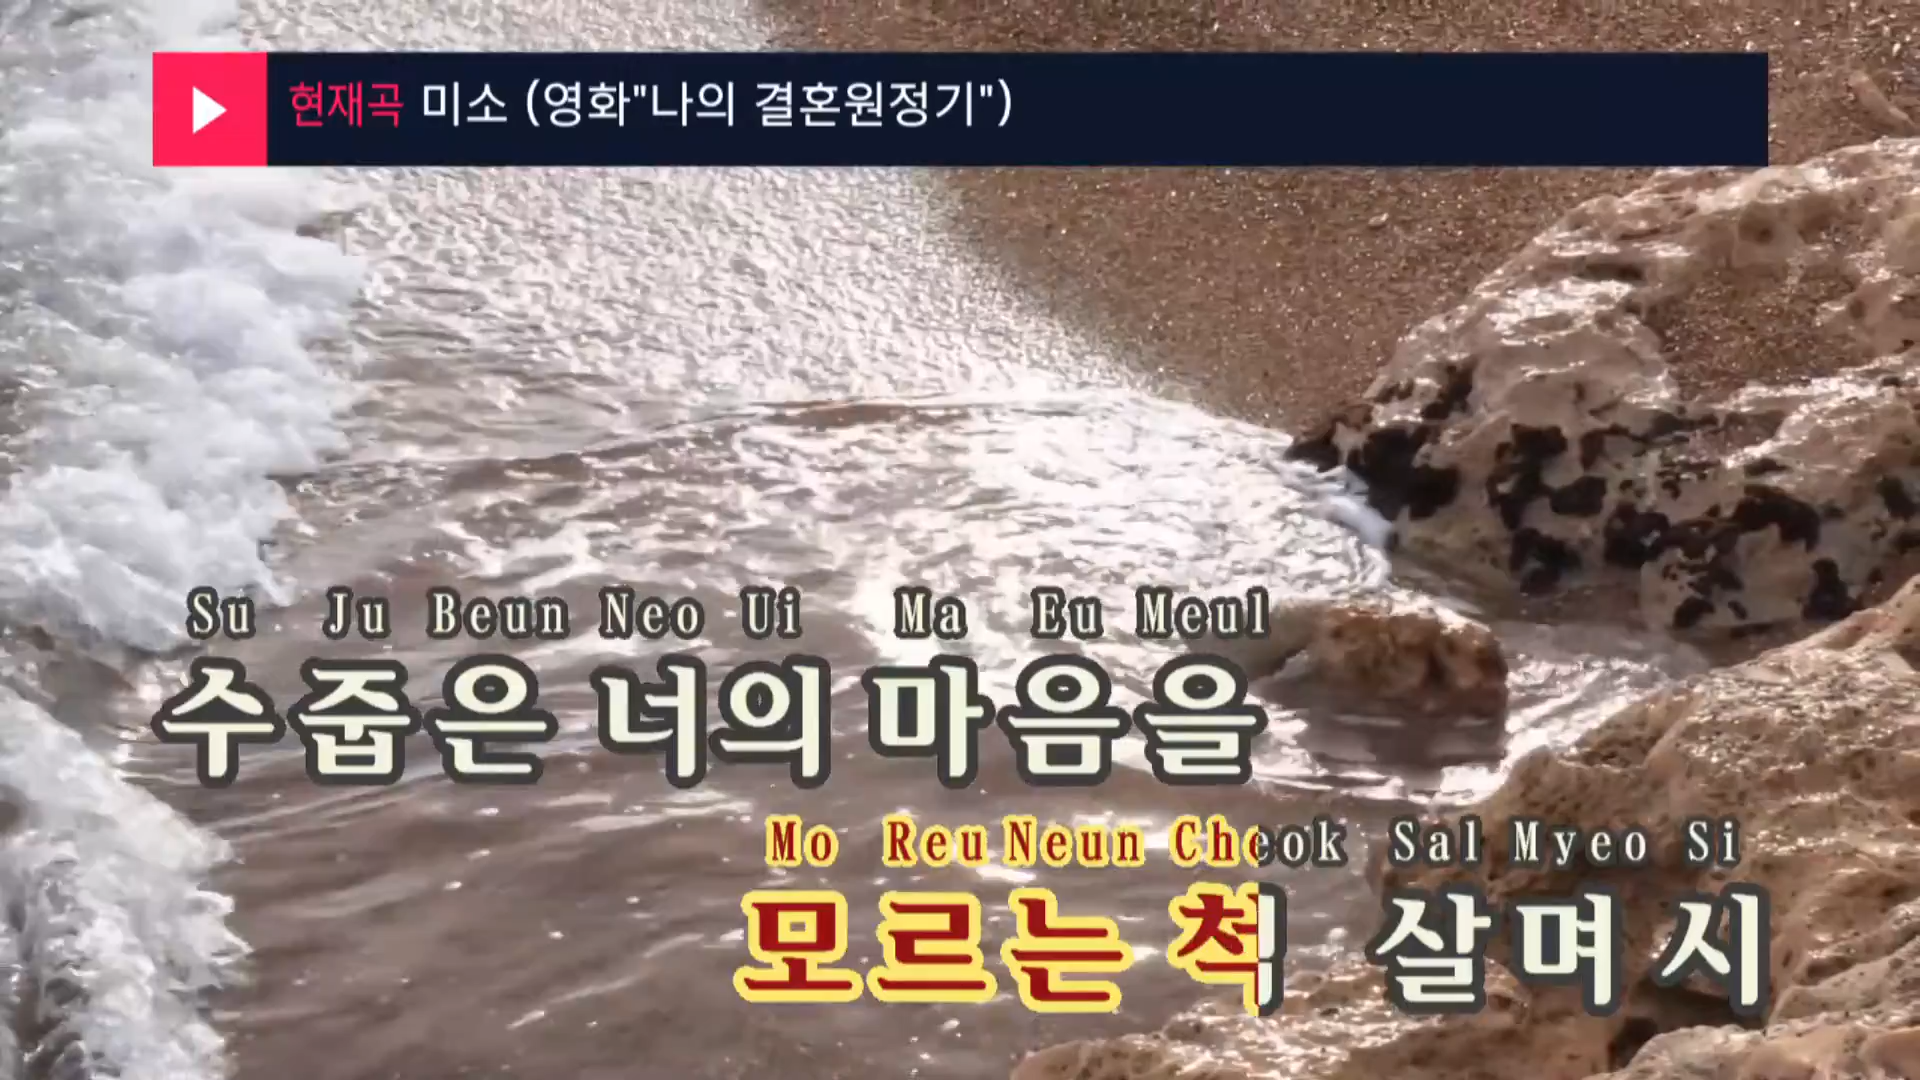 현재곡 미소 (영화"나의 결혼원정기")
Su Ju Beun Neo Ui Ma Eu Meul
수줍은 너의 마음을
Mo Reu Neun Cheok Sal Myeo Si
모르는 척 살며시